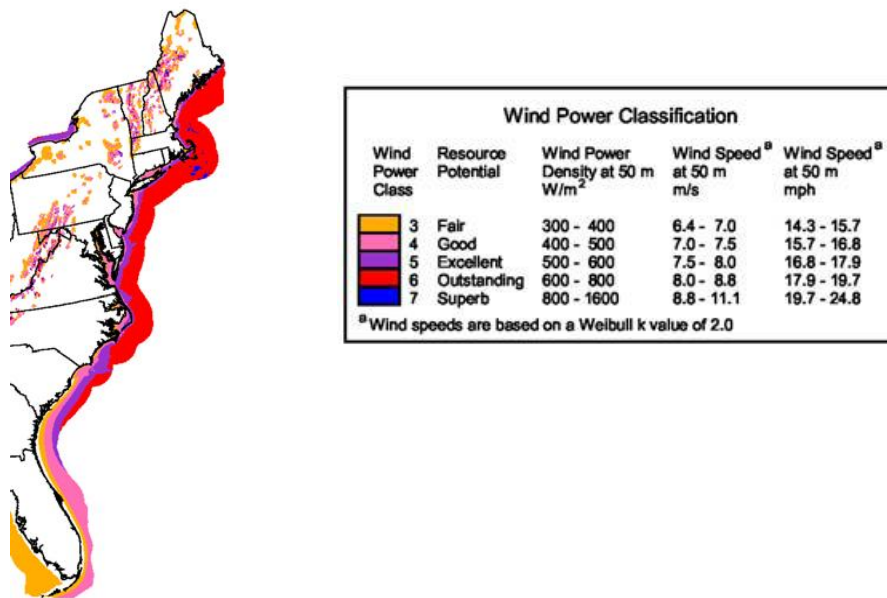 Wind Power Classification
Wind Power Class Resource Potential Wind Power Density at 50 m W/m² Wind Speed ᵃ at 50 m m/s Wind Speed ᵃ at 50 m mph
3 Fair 300 - 400 6.4 - 7.0 14.3 - 15.7
4 Good 400 - 500 7.0 - 7.5 15.7 - 16.8
5 Excellent 500 - 600 7.5 - 8.0 16.8 - 17.9
6 Outstanding 600 - 800 8.0 - 8.8 17.9 - 19.7
7 Superb 800 - 1600 8.8 - 11.1 19.7 - 24.8
ᵃ Wind speeds are based on a Weibull k value of 2.0